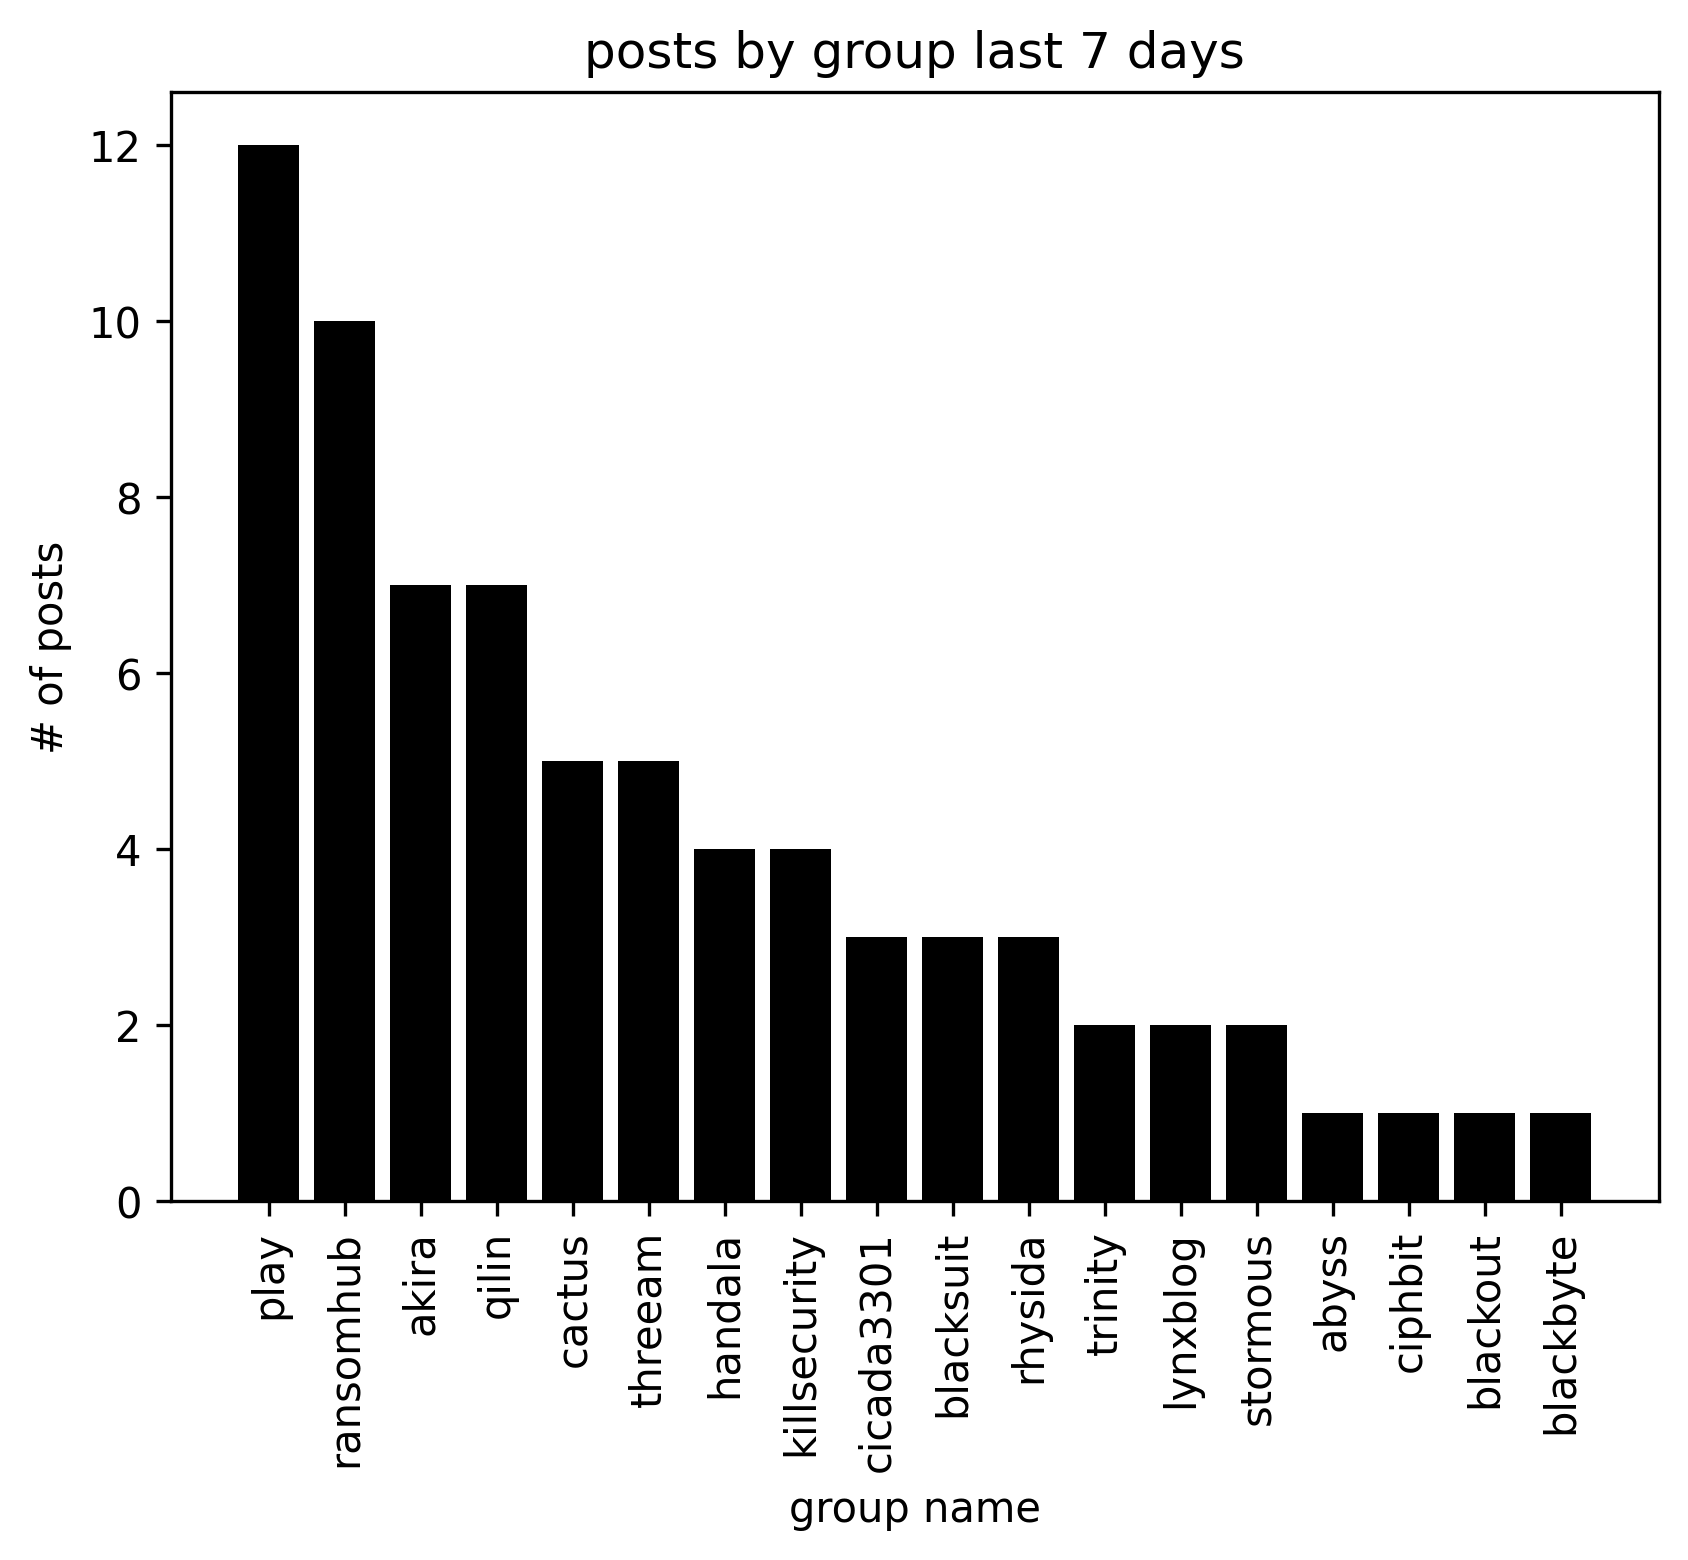 posts by group last 7 days
# of posts
12
10
8
6
4
2
0
play
ransomhub
akira
qilin
cactus
threeam
handala
killsecurity
cicada3301
blacksuit
rhysida
trinity
lynxblog
stormous
abyss
ciphbit
blackout
blackbyte
group name